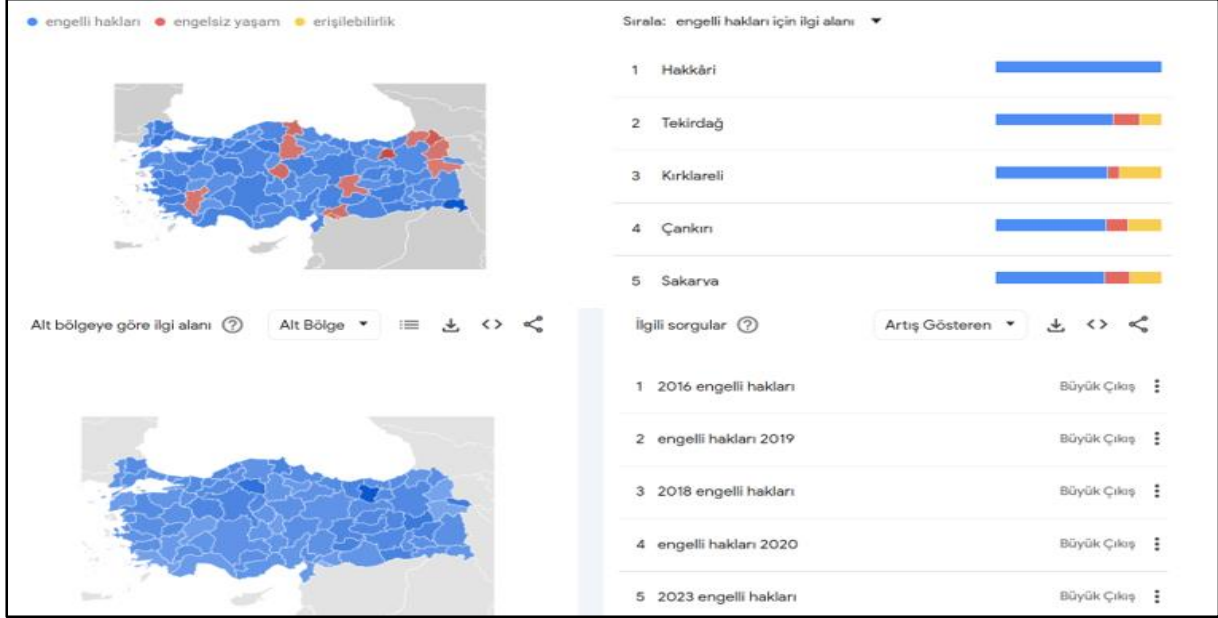 engelli hakları engelsiz yaşam erişilebilirlik
Sırala: engelli hakları için ilgi alanı
1 Hakkâri
2 Tekirdağ
3 Kırklareli
4 Çankırı
5 Sakarya
Alt bölgeye göre ilgi alanı
Alt Bölge
İlgili sorgular
Artış Gösteren
1 2016 engelli hakları Büyük Çıkış
2 engelli hakları 2019 Büyük Çıkış
3 2018 engelli hakları Büyük Çıkış
4 engelli hakları 2020 Büyük Çıkış
5 2023 engelli hakları Büyük Çıkış